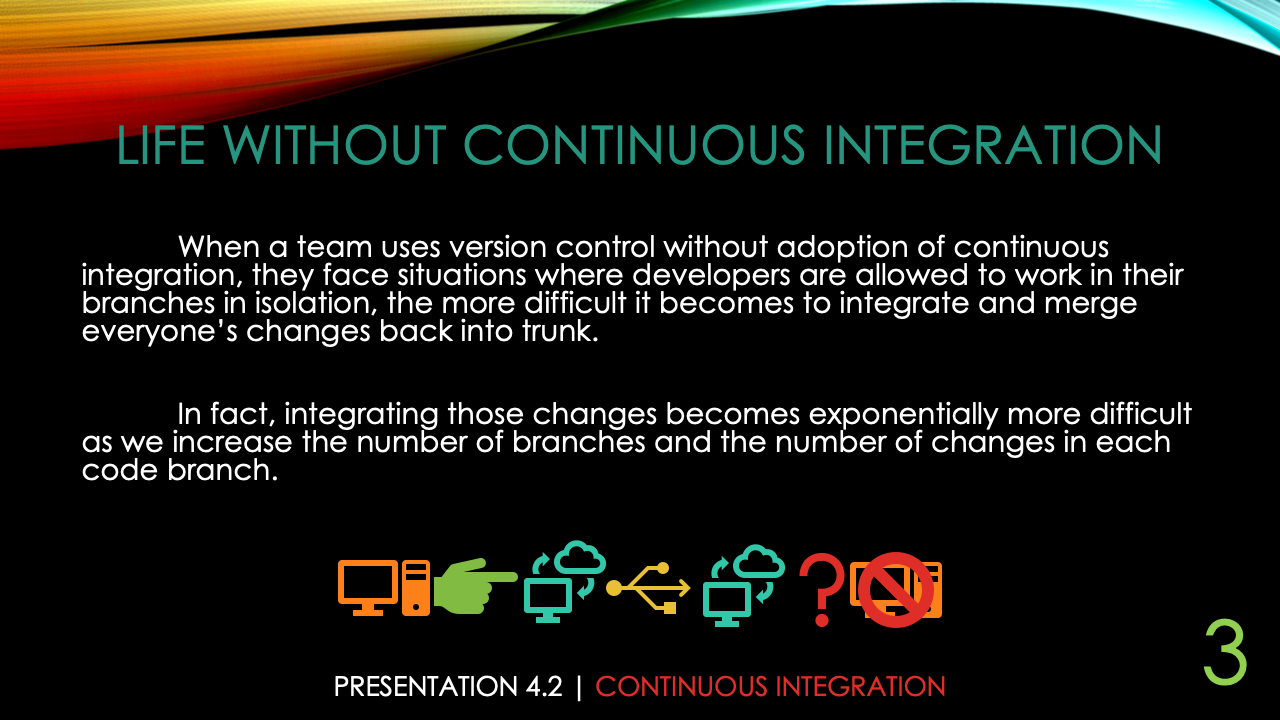 LIFE WITHOUT CONTINUOUS INTEGRATION
When a team uses version control without adoption of continuous
integration, they face situations where developers are allowed to work in their
branches in isolation, the more difficult it becomes to integrate and merge
everyone’s changes back into trunk.
In fact, integrating those changes becomes exponentially more difficult
as we increase the number of branches and the number of changes in each
code branch.
?
PRESENTATION 4.2 | CONTINUOUS INTEGRATION
3